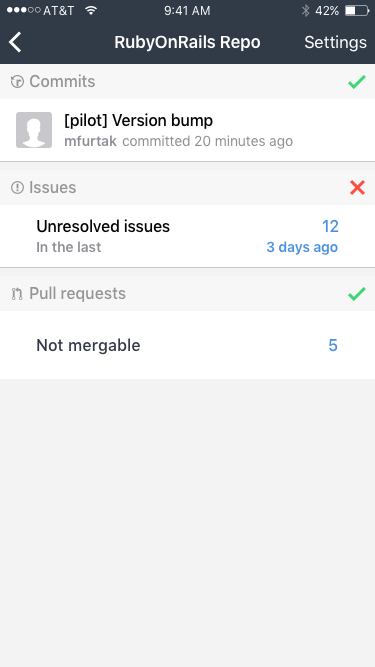 AT&T 9:41 AM 42%
RubyOnRails Repo Settings
Commits
[pilot] Version bump
mfurtak committed 20 minutes ago
Issues
Unresolved issues 12
In the last 3 days ago
Pull requests
Not mergable 5